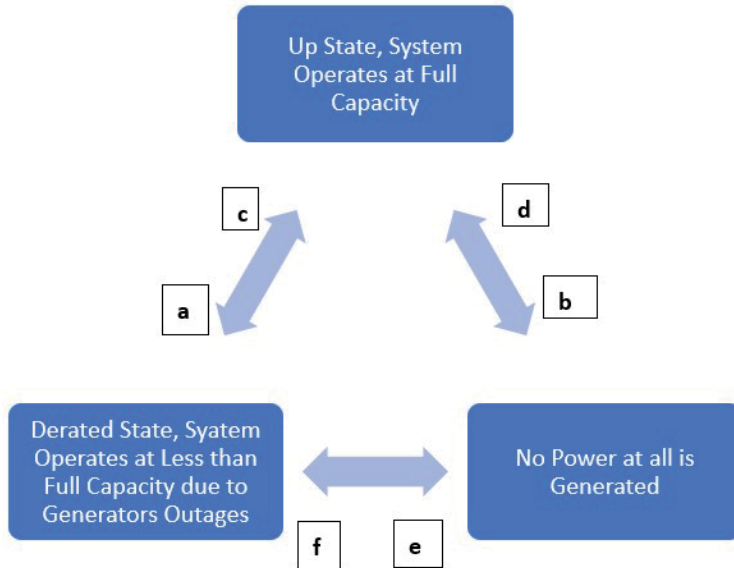 Up State, System
Operates at Full
Capacity
c
d
a
b
Derated State, Syatem
Operates at Less than
Full Capacity due to
Generators Outages
No Power at all is
Generated
f
e